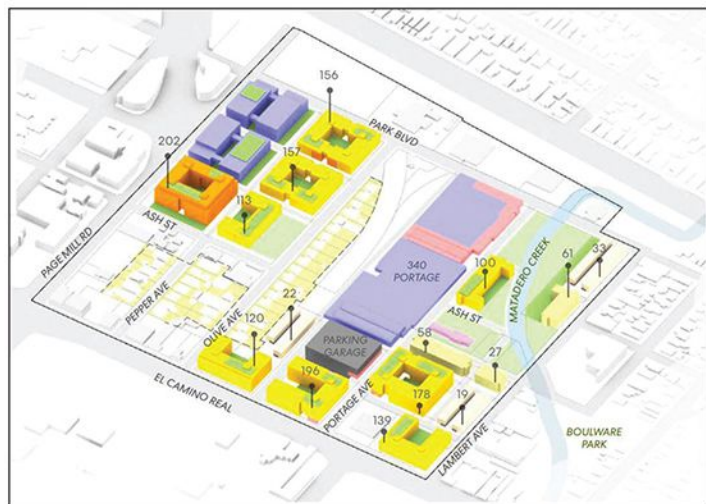 156
PARK BLVD
202
157
113
ASH ST
PAGE MILL RD
PEPPER AVE
OLIVE AVE
340
PORTAGE
100
ASH ST
MATADERO CREEK
61
33
120
22
PARKING
GARAGE
58
27
EL CAMINO REAL
196
PORTAGE AVE
178
19
139
LAMBERT AVE
BOULWARE
PARK